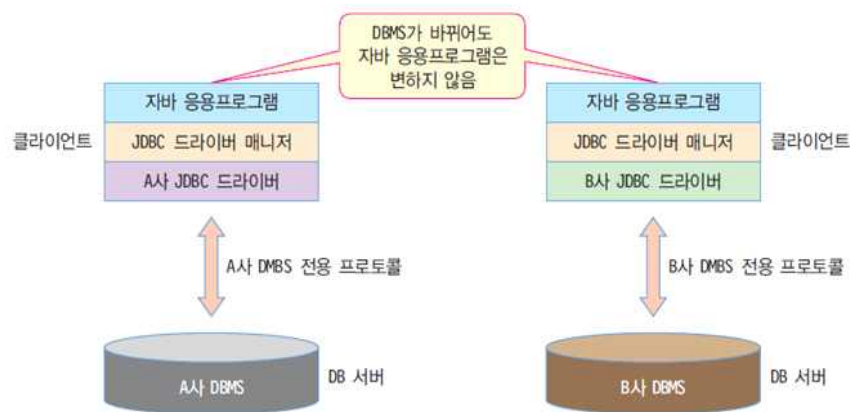 DBMS가 바뀌어도
자바 응용프로그램은
변하지 않음
자바 응용프로그램
자바 응용프로그램
클라이언트
JDBC 드라이버 매니저
JDBC 드라이버 매니저
클라이언트
A사 JDBC 드라이버
B사 JDBC 드라이버
A사 DMBS 전용 프로토콜
B사 DMBS 전용 프로토콜
A사 DBMS
DB 서버
B사 DBMS
DB 서버